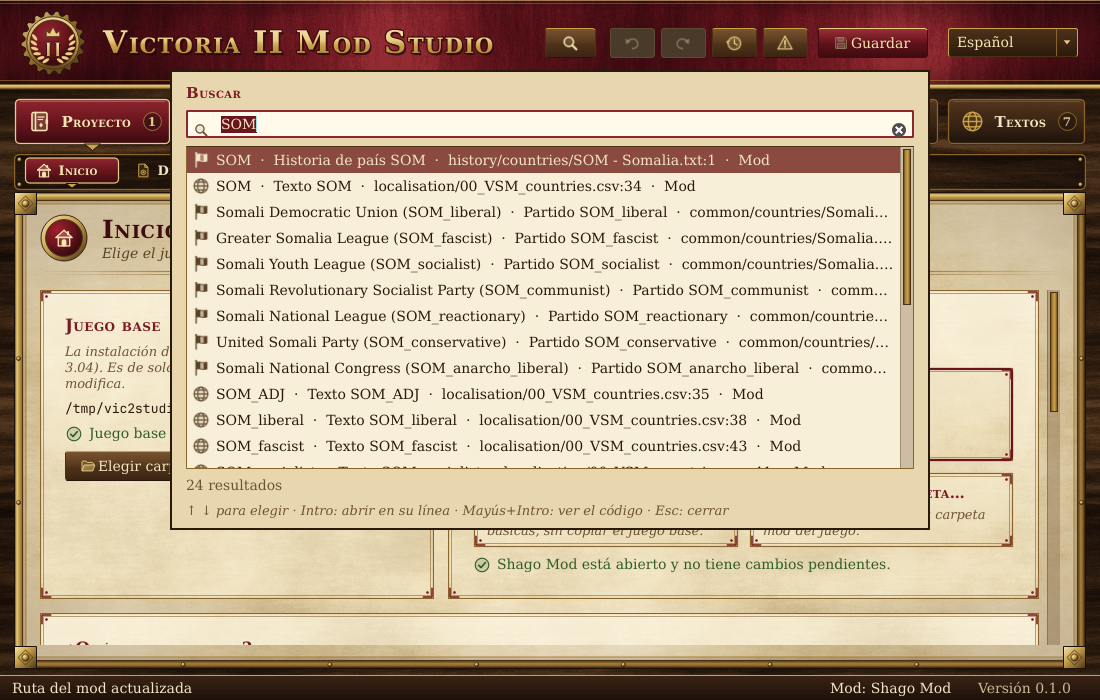 Victoria II Mod Studio
Guardar
Español
Buscar
SOM
Proyecto 1
Textos 7
Inicio
SOM · Historia de país SOM · history/countries/SOM - Somalia.txt:1 · Mod
SOM · Texto SOM · localisation/00_VSM_countries.csv:34 · Mod
Somali Democratic Union (SOM_liberal) · Partido SOM_liberal · common/countries/Somali...
Greater Somalia League (SOM_fascist) · Partido SOM_fascist · common/countries/Somalia....
Somali Youth League (SOM_socialist) · Partido SOM_socialist · common/countries/Somalia....
Somali Revolutionary Socialist Party (SOM_communist) · Partido SOM_communist · comm...
Somali National League (SOM_reactionary) · Partido SOM_reactionary · common/countrie...
United Somali Party (SOM_conservative) · Partido SOM_conservative · common/countries/...
Somali National Congress (SOM_anarcho_liberal) · Partido SOM_anarcho_liberal · commo...
SOM_ADJ · Texto SOM_ADJ · localisation/00_VSM_countries.csv:35 · Mod
SOM_liberal · Texto SOM_liberal · localisation/00_VSM_countries.csv:38 · Mod
SOM_fascist · Texto SOM_fascist · localisation/00_VSM_countries.csv:43 · Mod
24 resultados
↑ ↓ para elegir · Intro: abrir en su línea · Mayús+Intro: ver el código · Esc: cerrar
Inicio
Elige el ju
Juego base
La instalación d
3.04). Es de solo
modifica.
/tmp/vic2studi
Juego base
Elegir carp
carpeta
básicas, sin copiar el juego base.
mod del juego.
Shago Mod está abierto y no tiene cambios pendientes.
Ruta del mod actualizada
Mod: Shago Mod
Versión 0.1.0